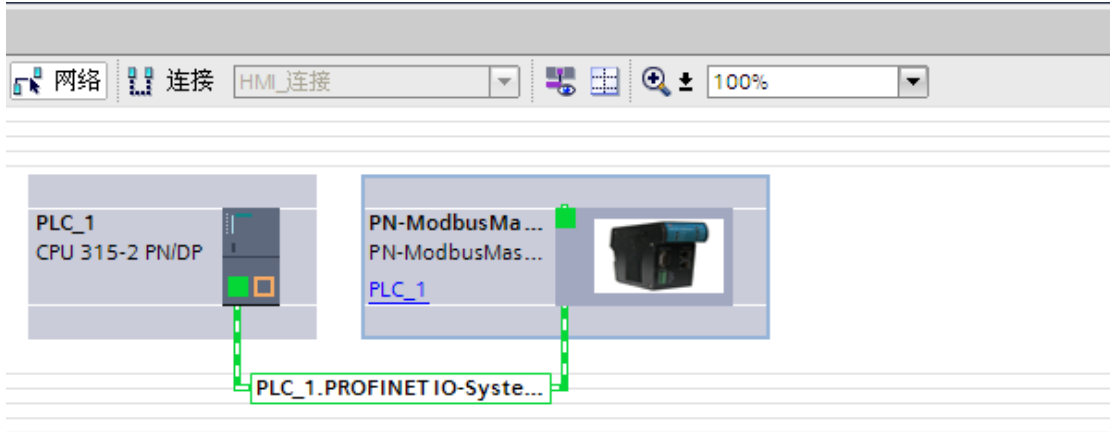 网络 连接 HMI_连接 100%
PLC_1
CPU 315-2 PN/DP
PN-ModbusMa...
PN-ModbusMas...
PLC_1
PLC_1.PROFINET IO-Syste...